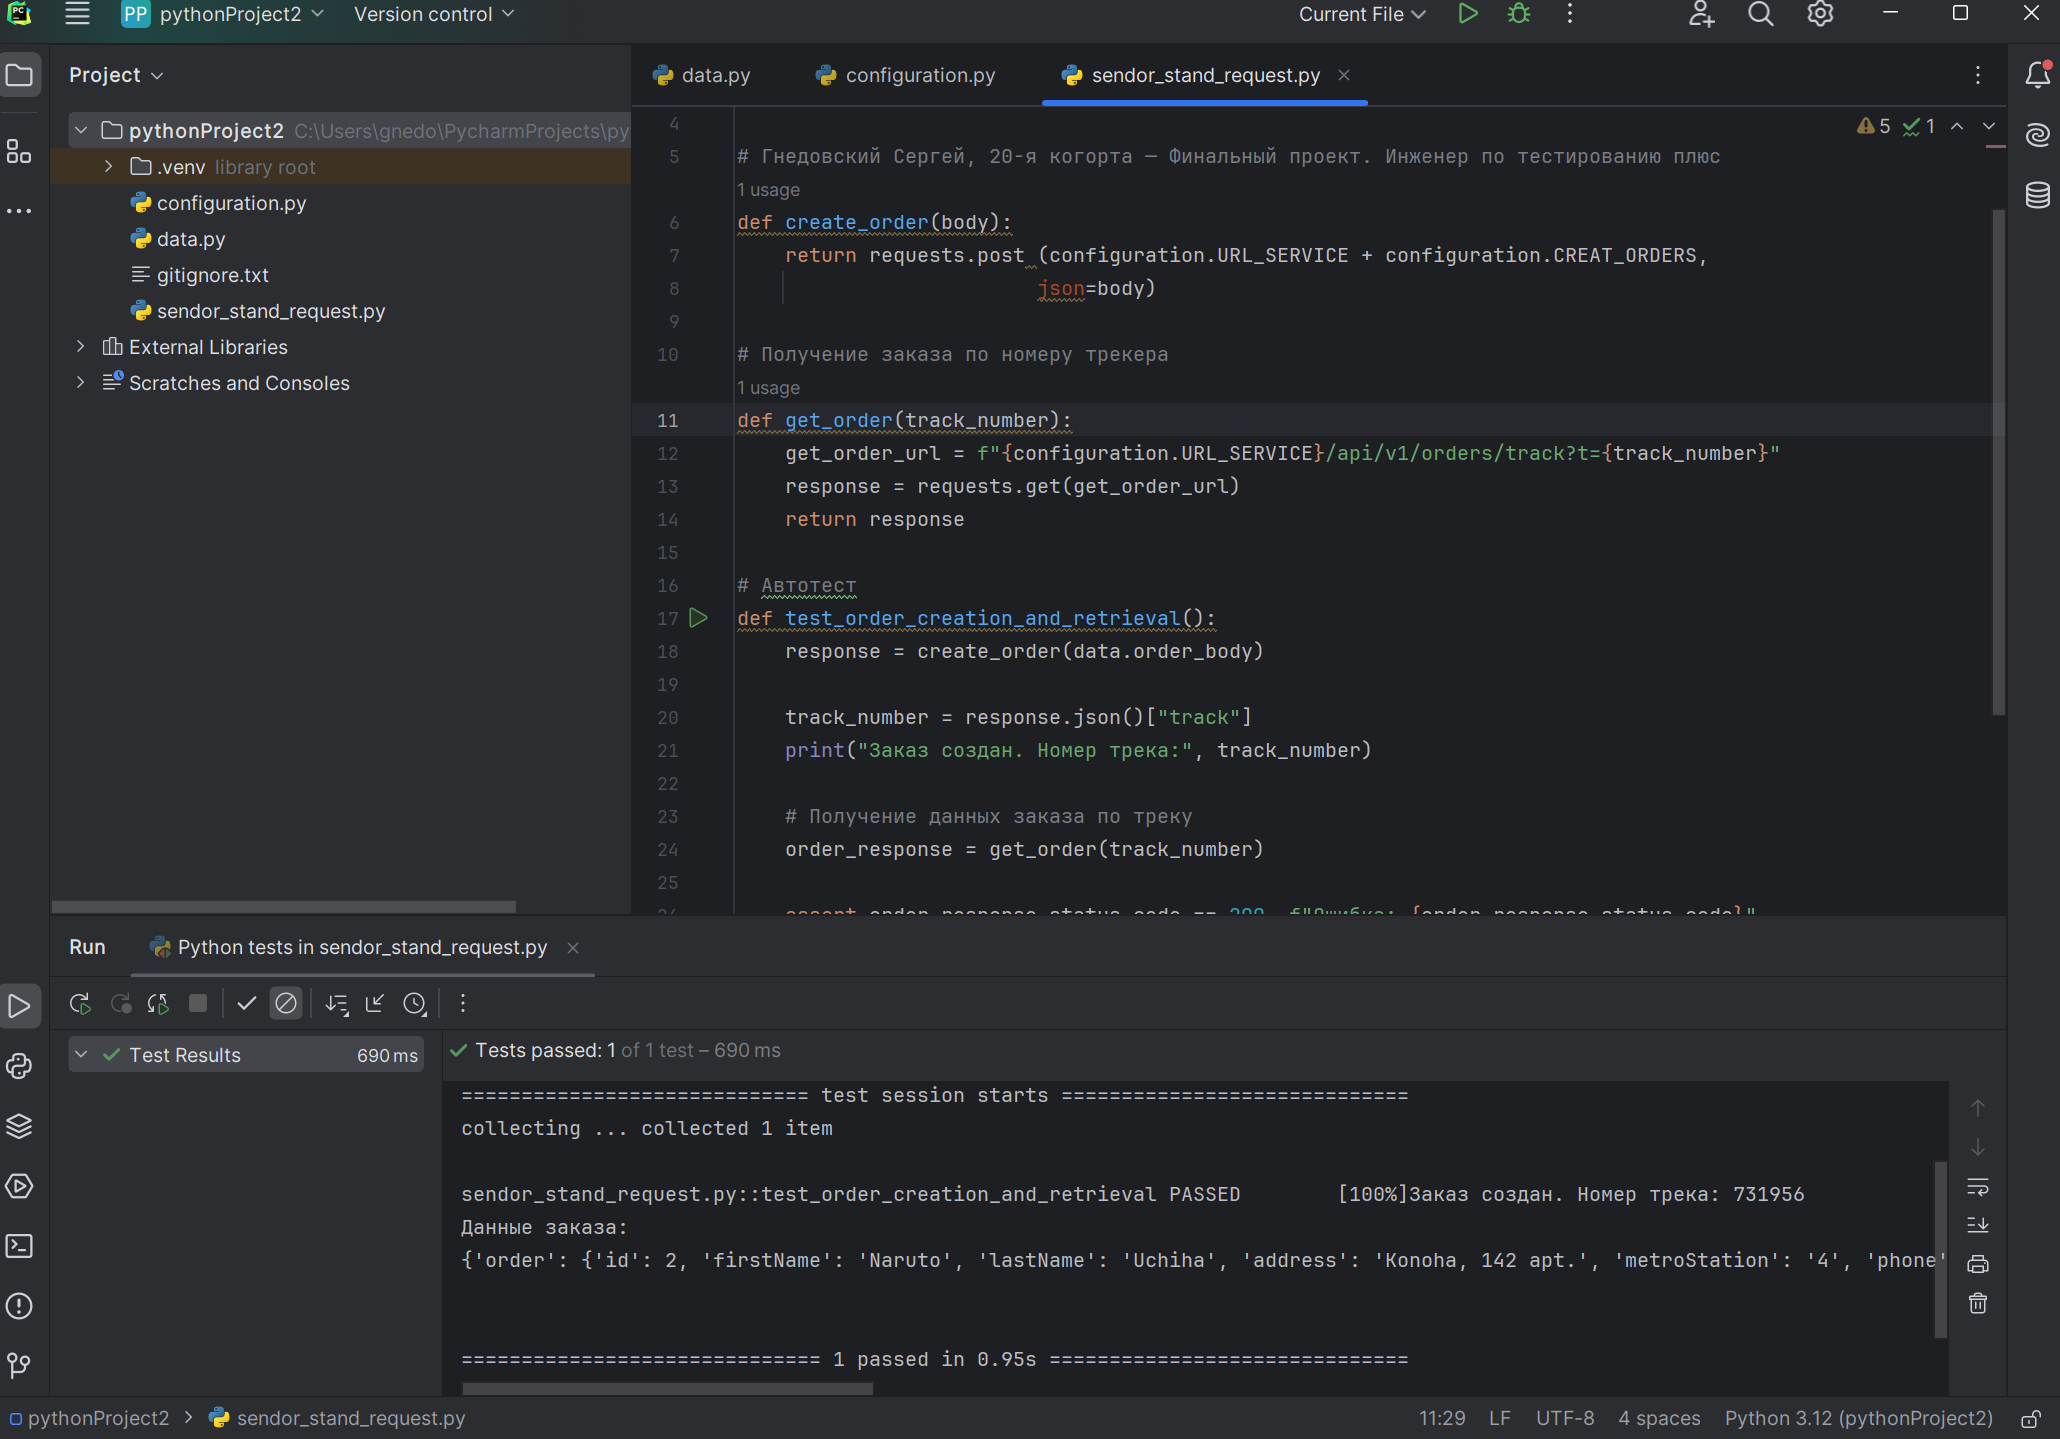 PP pythonProject2 Version control Current File
Project
pythonProject2 C:\Users\gnedo\PycharmProjects\py
.venv library root
configuration.py
data.py
gitignore.txt
sendor_stand_request.py
External Libraries
Scratches and Consoles
data.py configuration.py sendor_stand_request.py
5 1
4
5 # Гнедовский Сергей, 20-я когорта — Финальный проект. Инженер по тестированию плюс
1 usage
6 def create_order(body):
7 return requests.post (configuration.URL_SERVICE + configuration.CREAT_ORDERS,
8 json=body)
9
10 # Получение заказа по номеру трекера
1 usage
11 def get_order(track_number):
12 get_order_url = f"{configuration.URL_SERVICE}/api/v1/orders/track?t={track_number}"
13 response = requests.get(get_order_url)
14 return response
15
16 # Автотест
17 def test_order_creation_and_retrieval():
18 response = create_order(data.order_body)
19
20 track_number = response.json()["track"]
21 print("Заказ создан. Номер трека:", track_number)
22
23 # Получение данных заказа по треку
24 order_response = get_order(track_number)
25
26 assert order_response.status_code == 200, f"Ошибка: {order_response.status_code}"
Run Python tests in sendor_stand_request.py
Test Results 690 ms
Tests passed: 1 of 1 test – 690 ms
============================= test session starts =============================
collecting ... collected 1 item
sendor_stand_request.py::test_order_creation_and_retrieval PASSED [100%]Заказ создан. Номер трека: 731956
Данные заказа:
{'order': {'id': 2, 'firstName': 'Naruto', 'lastName': 'Uchiha', 'address': 'Konoha, 142 apt.', 'metroStation': '4', 'phone'
============================== 1 passed in 0.95s ==============================
pythonProject2 > sendor_stand_request.py 11:29 LF UTF-8 4 spaces Python 3.12 (pythonProject2)